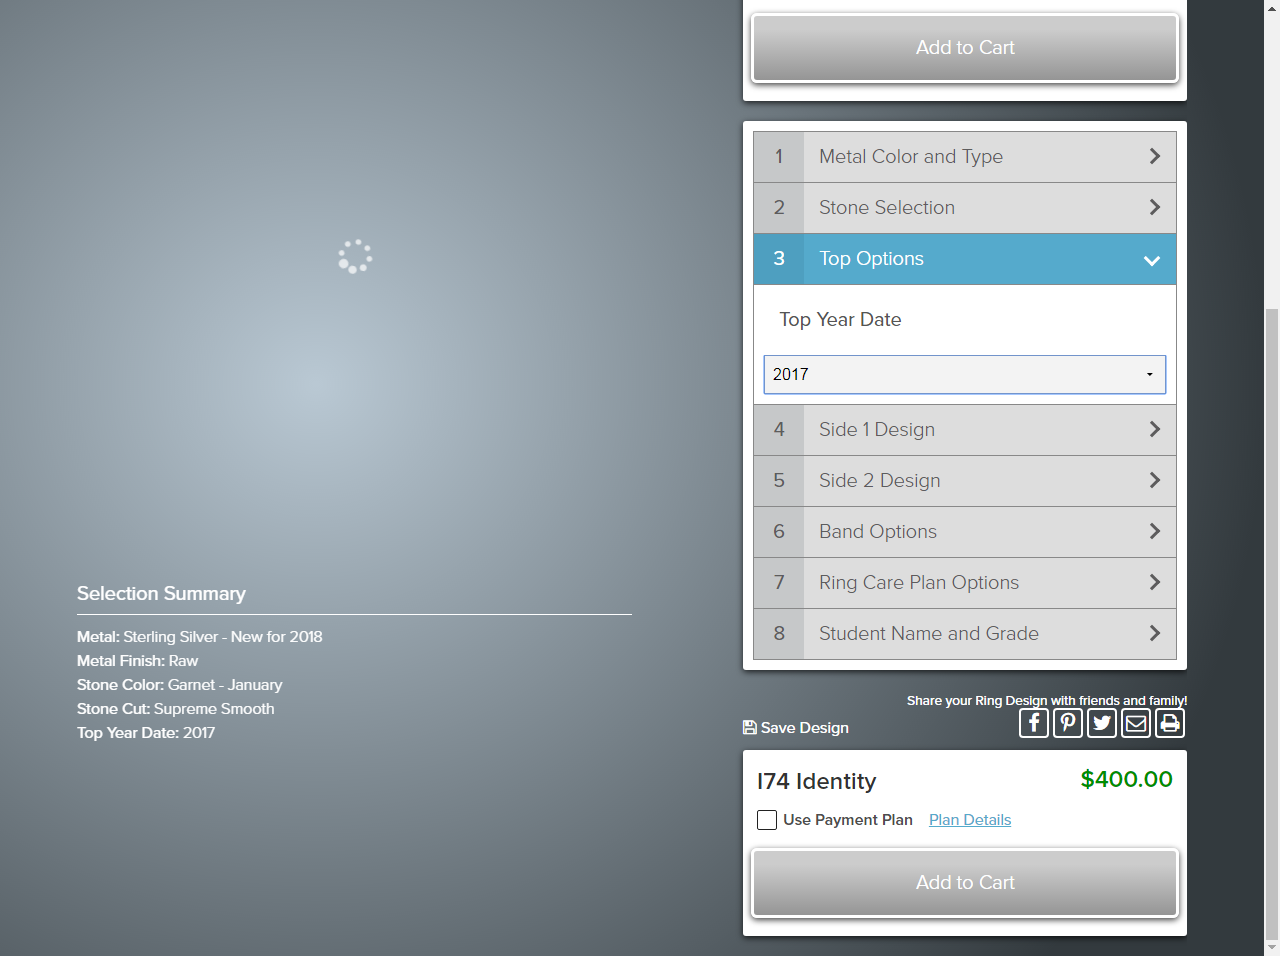 Add to Cart
1 Metal Color and Type
2 Stone Selection
3 Top Options
Top Year Date
2017
4 Side 1 Design
5 Side 2 Design
6 Band Options
7 Ring Care Plan Options
8 Student Name and Grade
Selection Summary
Metal: Sterling Silver - New for 2018
Metal Finish: Raw
Stone Color: Garnet - January
Stone Cut: Supreme Smooth
Top Year Date: 2017
Share your Ring Design with friends and family!
Save Design
I74 Identity $400.00
Use Payment Plan Plan Details
Add to Cart